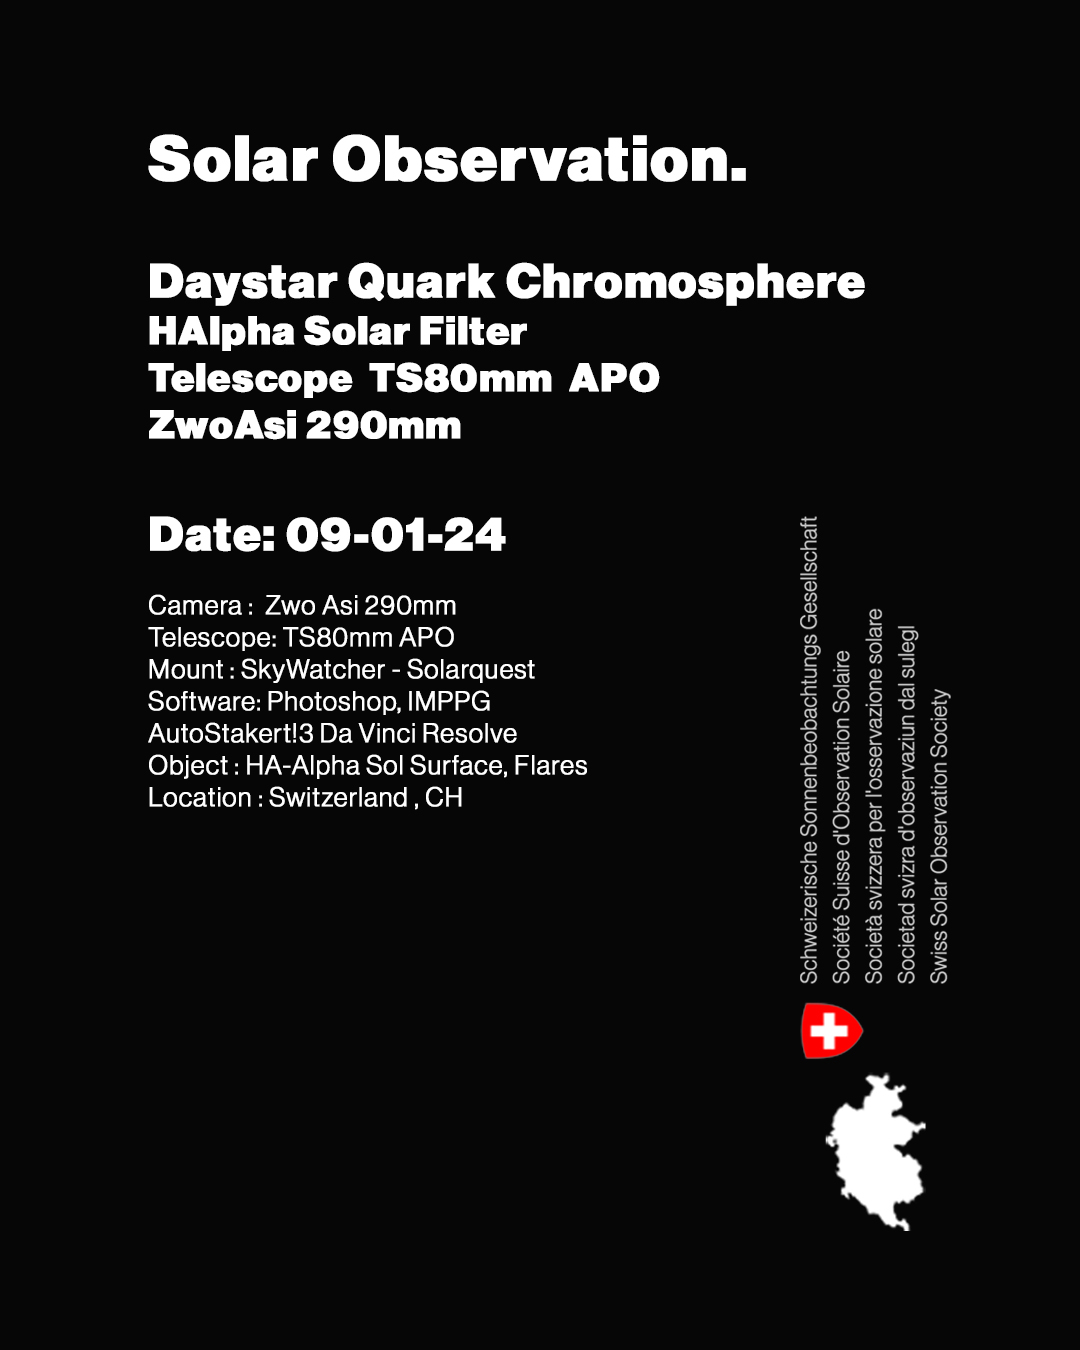 Solar Observation.
Daystar Quark Chromosphere
HAlpha Solar Filter
Telescope TS80mm APO
ZwoAsi 290mm
Date: 09-01-24
Camera : Zwo Asi 290mm
Telescope: TS80mm APO
Mount : SkyWatcher - Solarquest
Software: Photoshop, IMPPG
AutoStakert!3 Da Vinci Resolve
Object : HA-Alpha Sol Surface, Flares
Location : Switzerland , CH
Schweizerische Sonnenbeobachtungs Gesellschaft
Société Suisse d'Observation Solaire
Società svizzera per l'osservazione solare
Societad svizra d'observaziun dal sulegl
Swiss Solar Observation Society